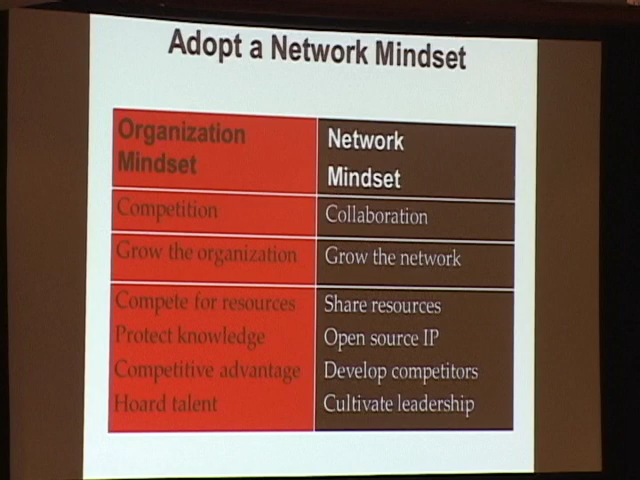 Adopt a Network Mindset
Organization
Mindset
Network
Mindset
Competition
Collaboration
Grow the organization
Grow the network
Compete for resources
Protect knowledge
Competitive advantage
Hoard talent
Share resources
Open source IP
Develop competitors
Cultivate leadership